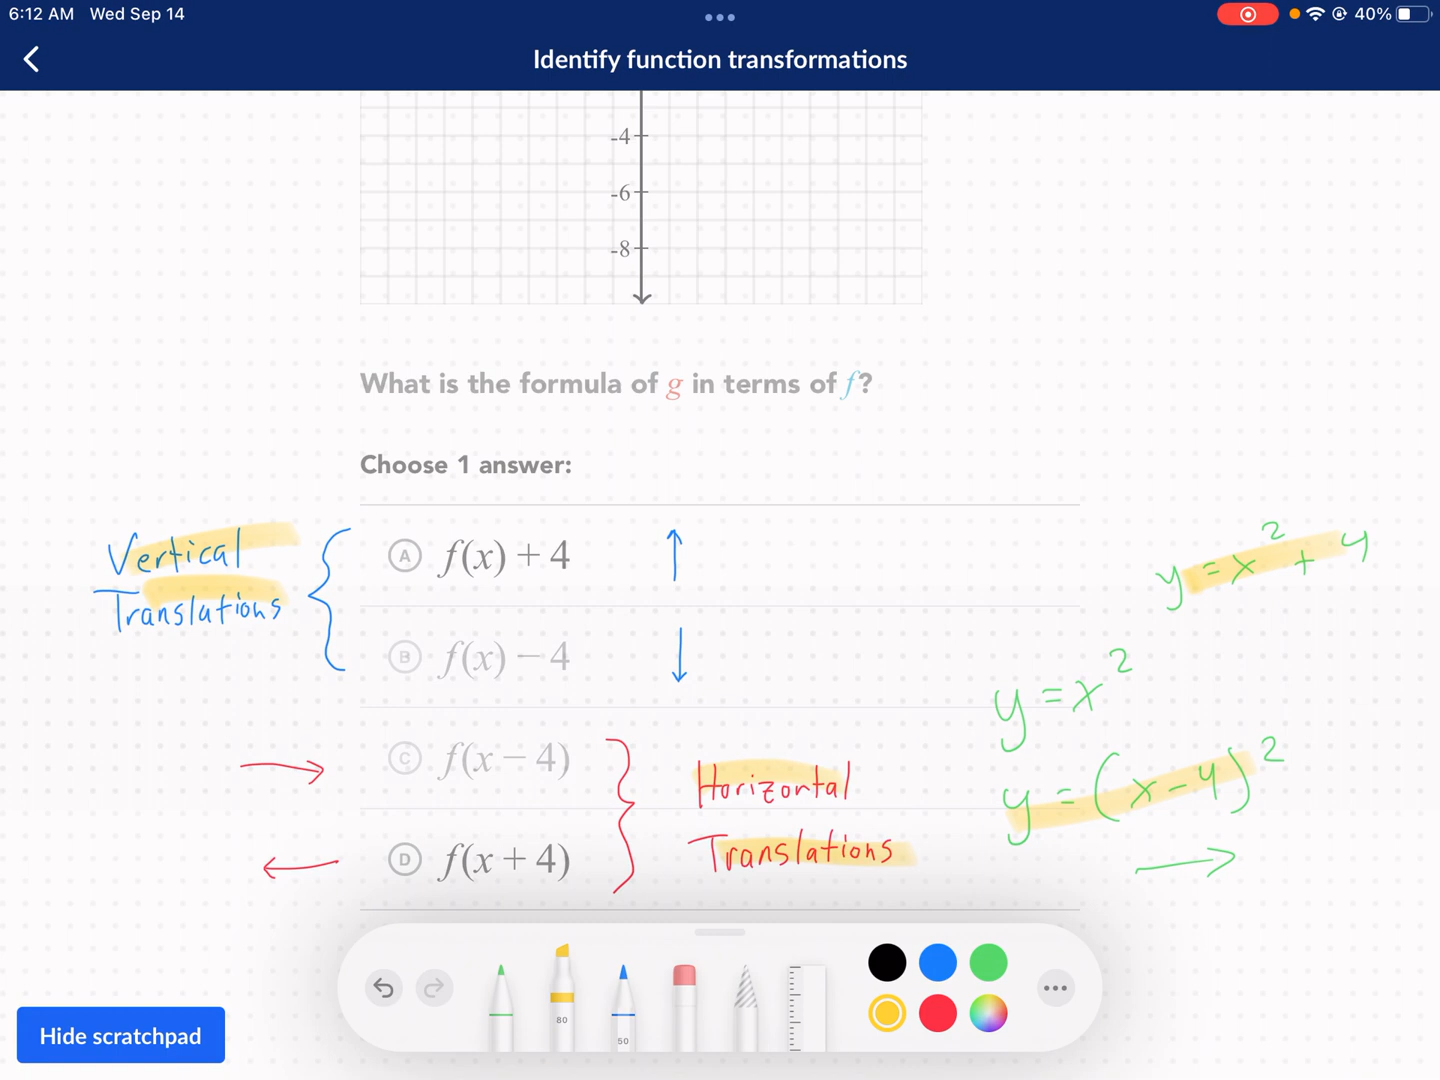 6:12 AM Wed Sep 14
40%
Identify function transformations
-4
-6
-8
What is the formula of g in terms of f?
Choose 1 answer:
Vertical
Translations
A f(x) + 4
B f(x) − 4
C f(x − 4)
D f(x + 4)
Horizontal
Translations
y = x² + 4
y = x²
y = (x − 4)²
80
50
Hide scratchpad